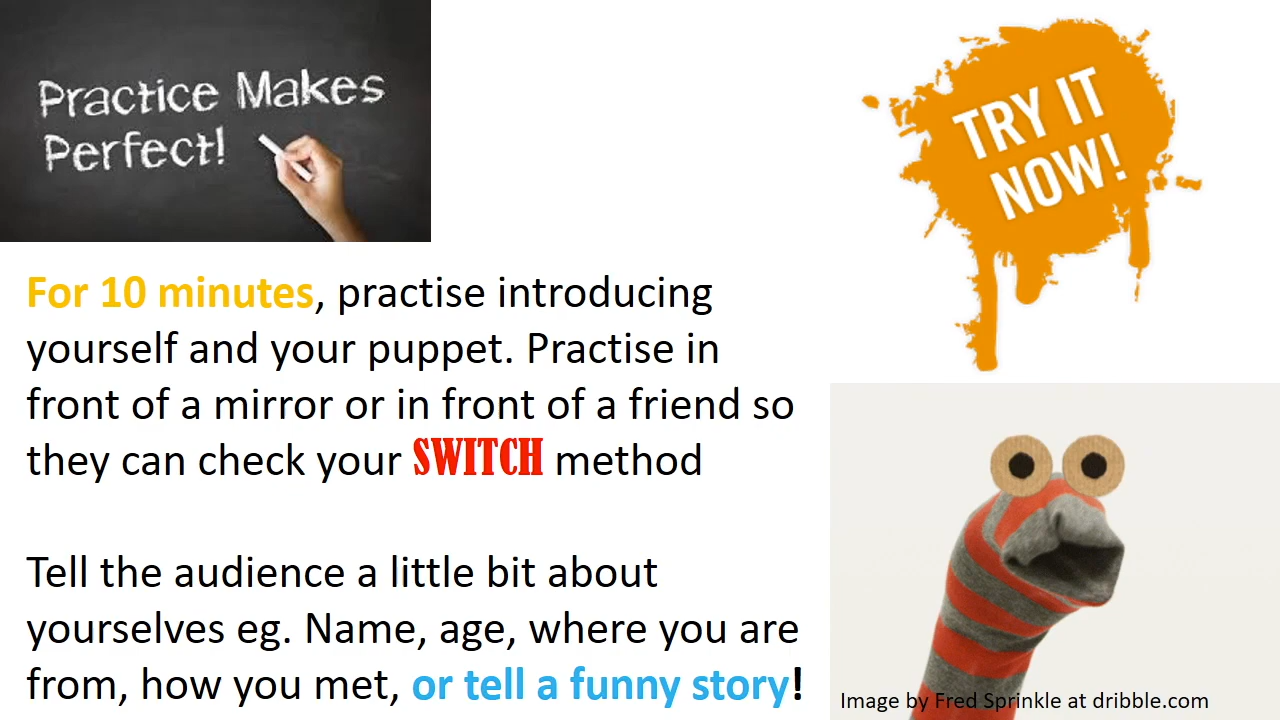 Practice Makes
Perfect!
TRY IT
NOW!
For 10 minutes, practise introducing
yourself and your puppet. Practise in
front of a mirror or in front of a friend so
they can check your SWITCH method
Tell the audience a little bit about
yourselves eg. Name, age, where you are
from, how you met, or tell a funny story!
Image by Fred Sprinkle at dribble.com